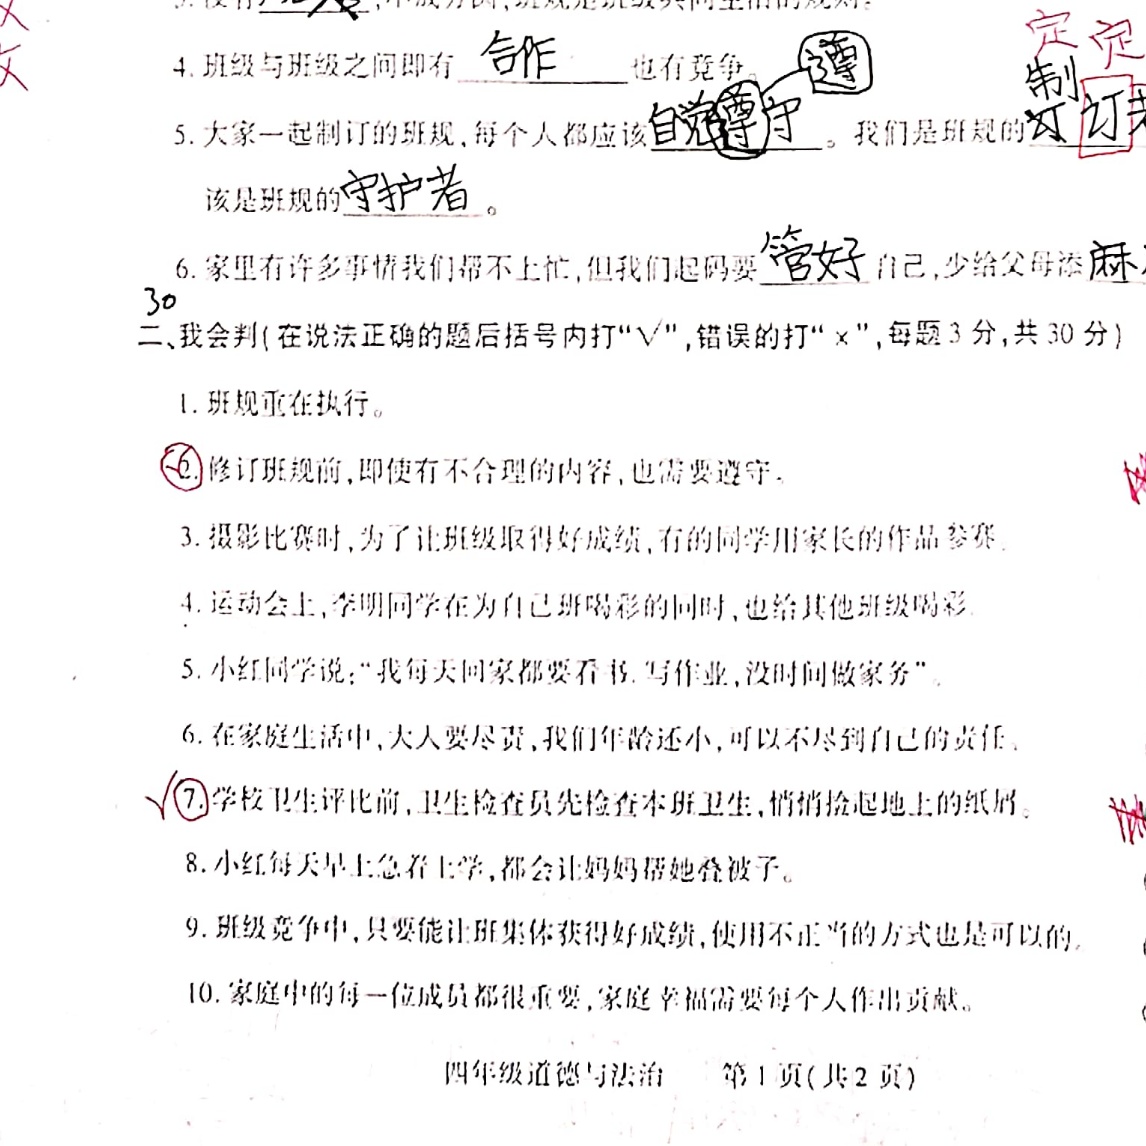 定 定
4. 班级与班级之间即有 合作 也有竞争。 遵
制
5. 大家一起制订的班规,每个人都应该自觉尊守。我们是班规的 订
该是班规的守护者。
6. 家里有许多事情我们帮不上忙,但我们起码要管好自己,少给父母添麻
30
二、我会判(在说法正确的题后括号内打“√”,错误的打“×”,每题3分,共30分)
1. 班规重在执行。
2. 修订班规前,即使有不合理的内容,也需要遵守。
3. 摄影比赛时,为了让班级取得好成绩,有的同学用家长的作品参赛。
4. 运动会上,李明同学在为自己班喝彩的同时,也给其他班级喝彩。
5. 小红同学说:“我每天回家都要看书、写作业,没时间做家务”。
6. 在家庭生活中,大人要尽责,我们年龄还小,可以不尽到自己的责任。
√7. 学校卫生评比前,卫生检查员先检查本班卫生,悄悄捡起地上的纸屑。
8. 小红每天早上急着上学,都会让妈妈帮她叠被子。
9. 班级竞争中,只要能让班集体获得好成绩,使用不正当的方式也是可以的。
10. 家庭中的每一位成员都很重要,家庭幸福需要每个人作出贡献。
四年级道德与法治 第1页(共2页)